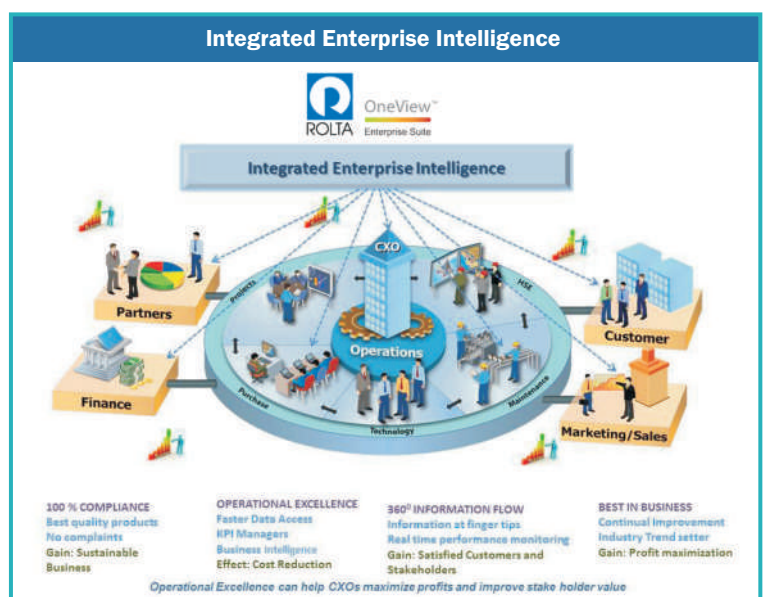 Integrated Enterprise Intelligence
ROLTA
OneView™
Enterprise Suite
Integrated Enterprise Intelligence
CXO
Projects
HSE
Partners
Customer
Operations
Finance
Purchase
Technology
Maintenance
Marketing/Sales
100 % COMPLIANCE
Best quality products
No complaints
Gain: Sustainable
Business
OPERATIONAL EXCELLENCE
Faster Data Access
KPI Managers
Business Intelligence
Effect: Cost Reduction
360⁰ INFORMATION FLOW
Information at finger tips
Real time performance monitoring
Gain: Satisfied Customers and
Stakeholders
BEST IN BUSINESS
Continual Improvement
Industry Trend setter
Gain: Profit maximization
Operational Excellence can help CXOs maximize profits and improve stake holder value